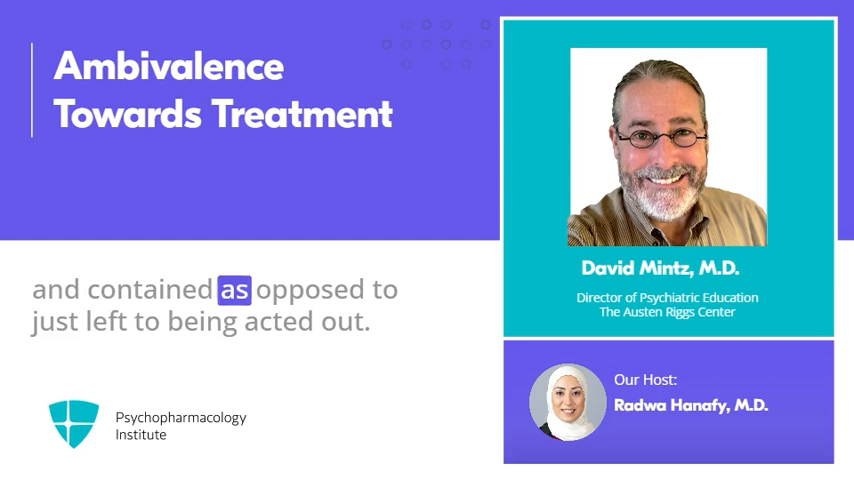 Ambivalence
Towards Treatment
and contained as opposed to
just left to being acted out.
Psychopharmacology
Institute
David Mintz, M.D.
Director of Psychiatric Education
The Austen Riggs Center
Our Host:
Radwa Hanafy, M.D.